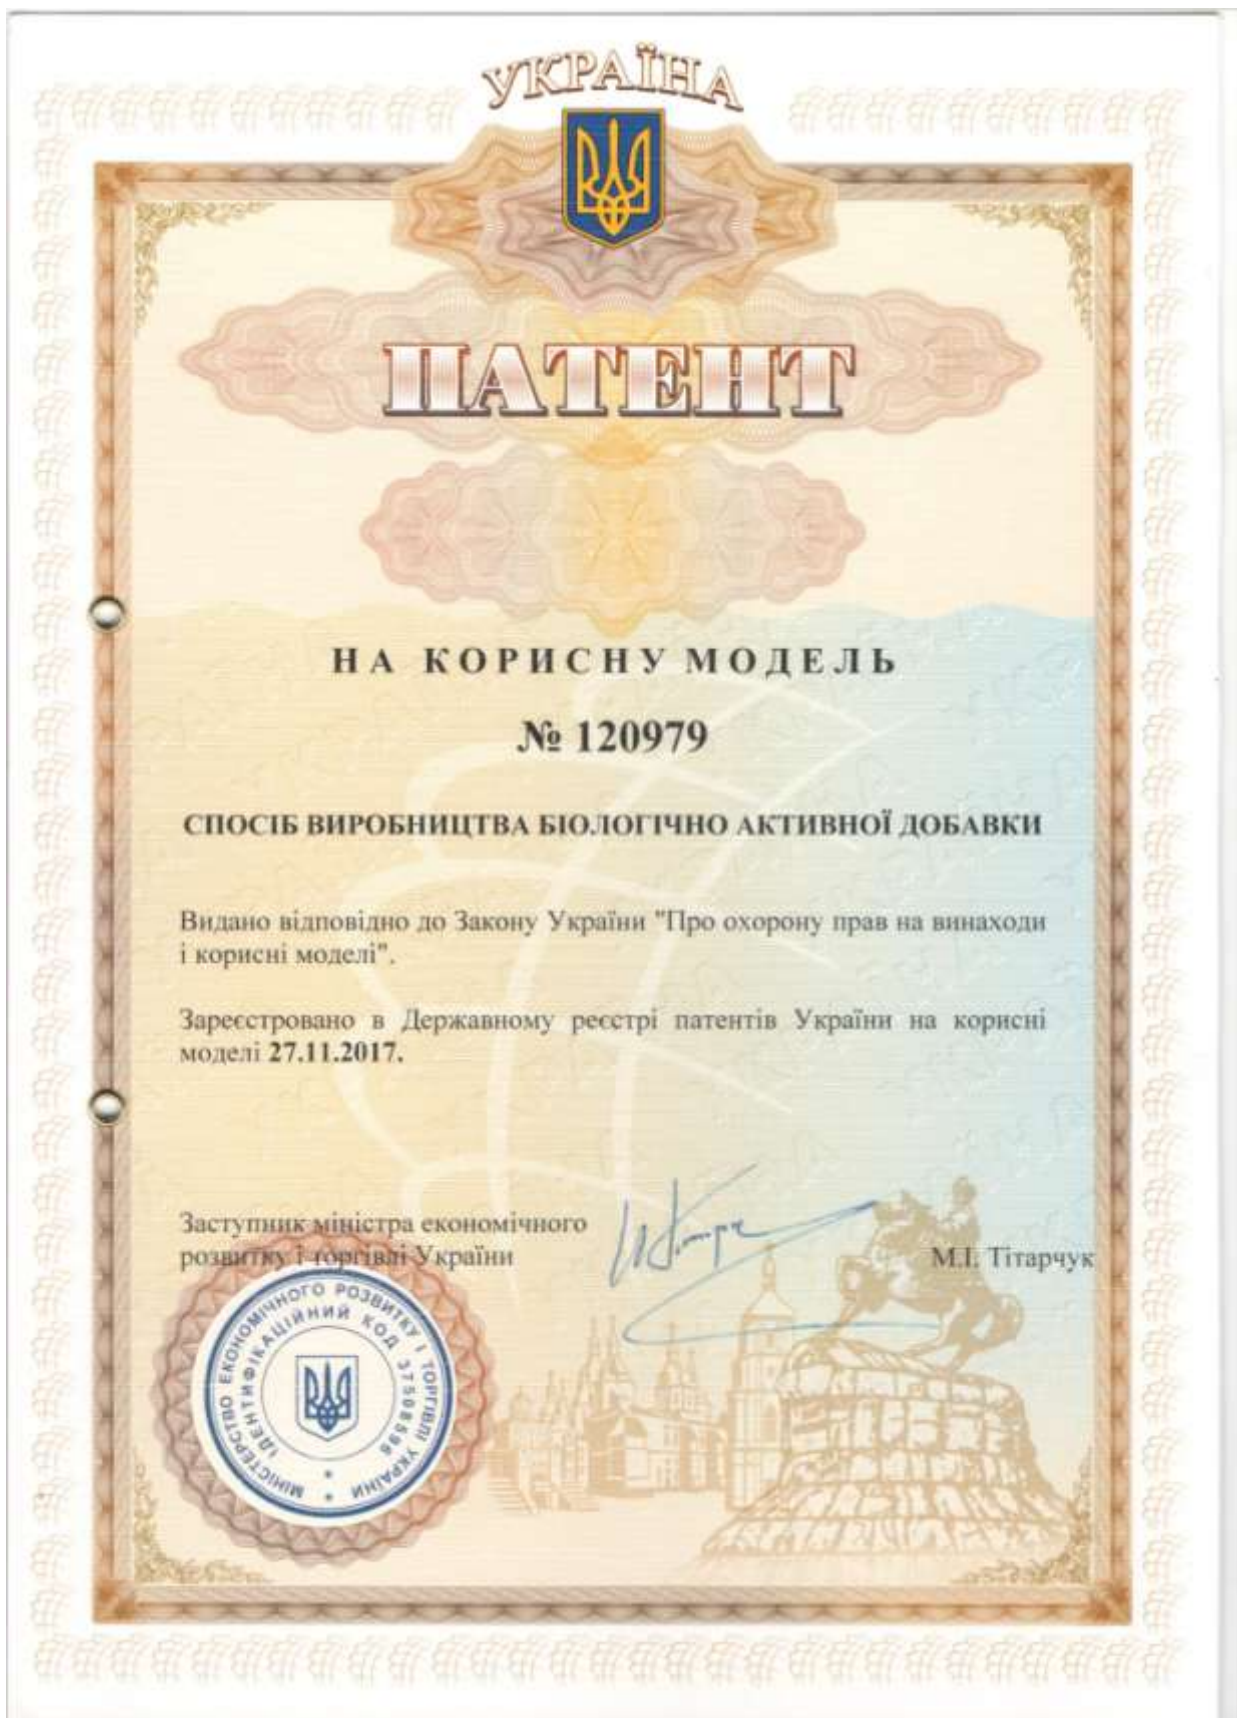 УКРАЇНА
ПАТЕНТ
НА КОРИСНУ МОДЕЛЬ
№ 120979
СПОСІБ ВИРОБНИЦТВА БІОЛОГІЧНО АКТИВНОЇ ДОБАВКИ
Видано відповідно до Закону України "Про охорону прав на винаходи
і корисні моделі".
Зареєстровано в Державному реєстрі патентів України на корисні
моделі 27.11.2017.
Заступник міністра економічного
розвитку і торгівлі України
М.І. Тітарчук
МІНІСТЕРСТВО ЕКОНОМІЧНОГО РОЗВИТКУ І ТОРГІВЛІ УКРАЇНИ
ІДЕНТИФІКАЦІЙНИЙ КОД 37508596